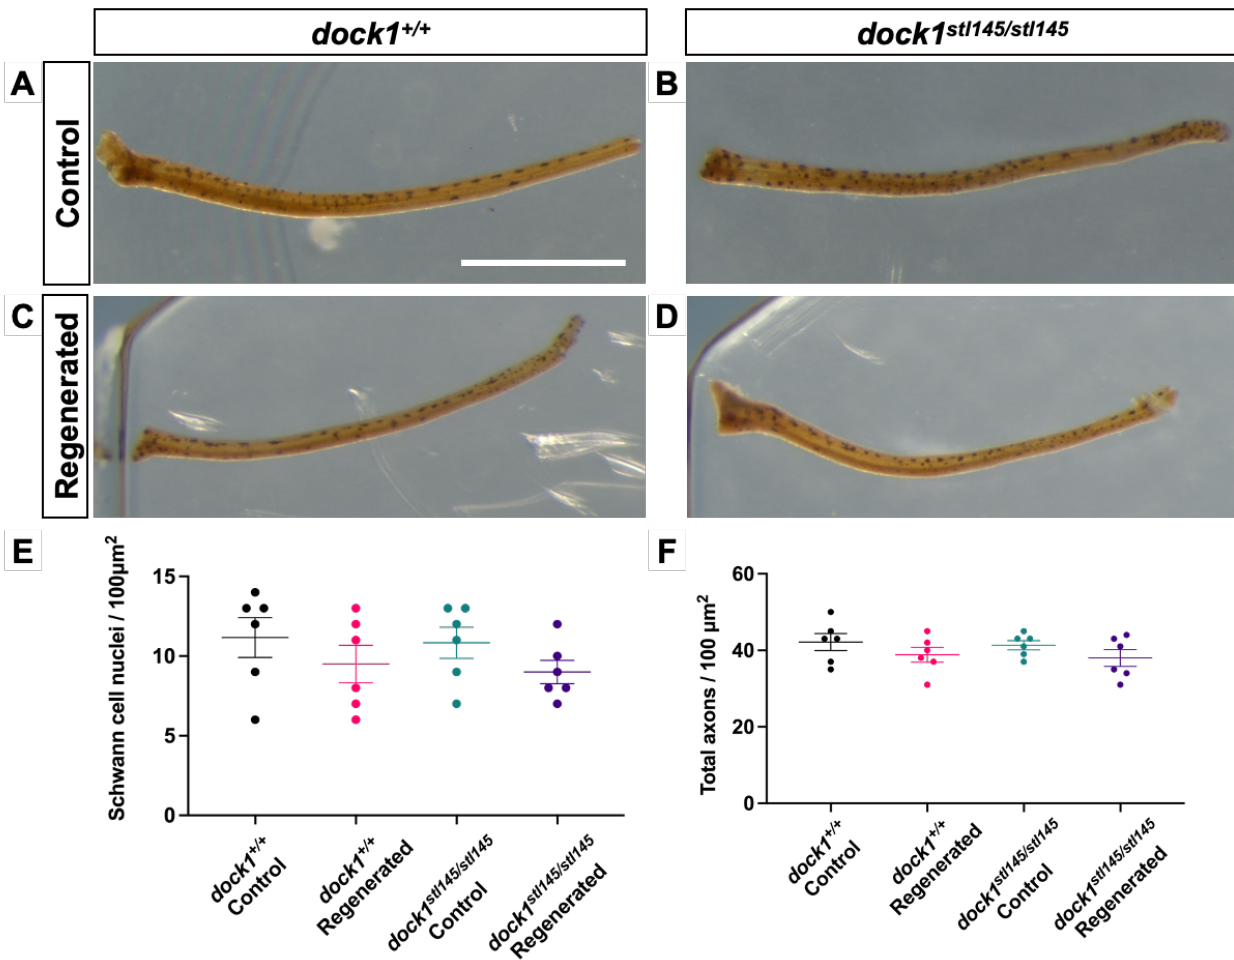 dock1+/+
dock1stl145/stl145
A
B
Control
C
D
Regenerated
E
F
Schwann cell nuclei / 100µm2
15
10
5
0
dock1+/+
Control
dock1+/+
Regenerated
dock1stl145/stl145
Control
dock1stl145/stl145
Regenerated
Total axons / 100 µm2
60
40
20
0
dock1+/+
Control
dock1+/+
Regenerated
dock1stl145/stl145
Control
dock1stl145/stl145
Regenerated